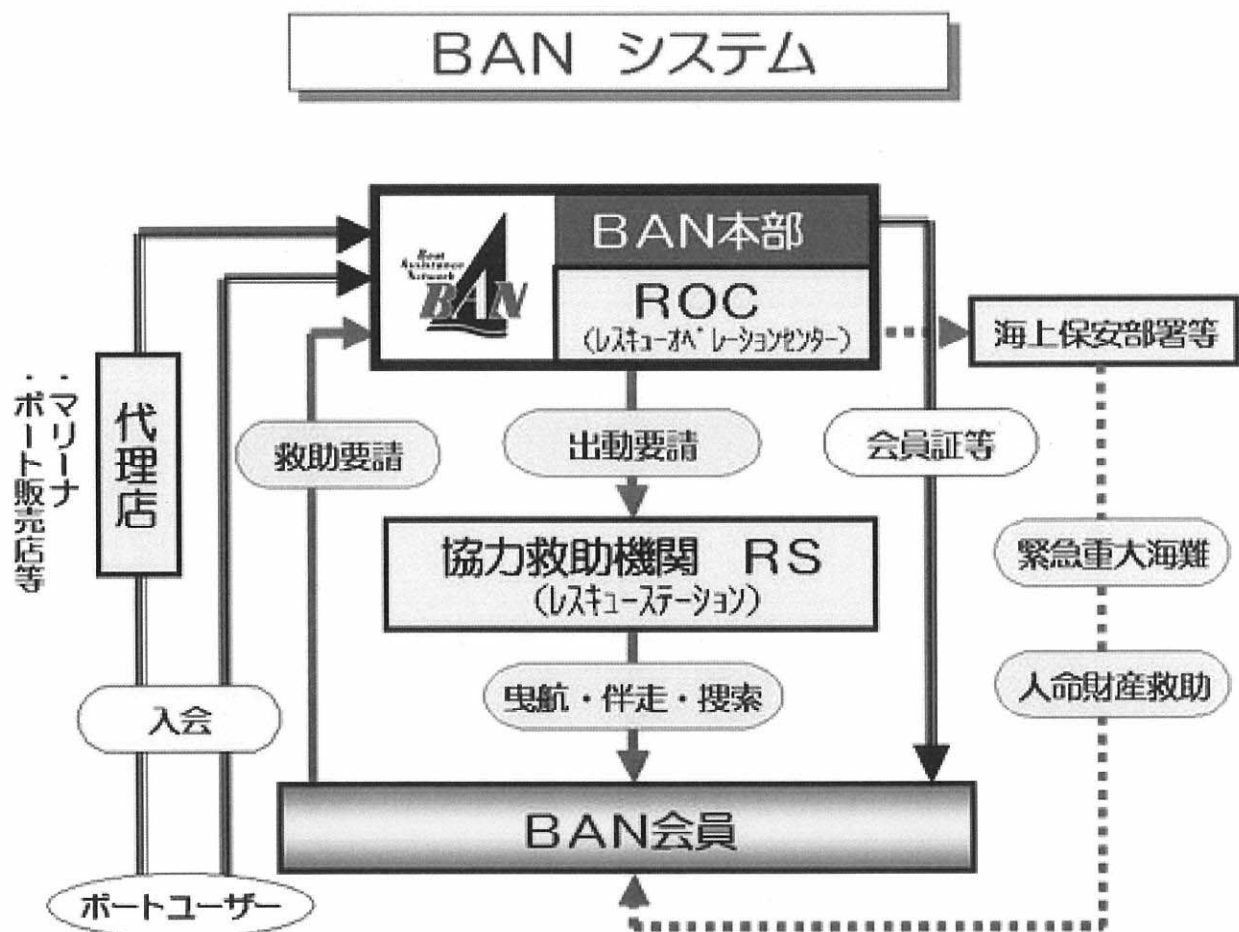 BAN システム
Boat
Assistance
Network
BAN
BAN本部
ROC
(レスキューオペレーションセンター)
海上保安部署等
・マリーナ
・ボート販売店等
代理店
救助要請
出動要請
会員証等
協力救助機関 RS
(レスキューステーション)
緊急重大海難
入会
曳航・伴走・捜索
人命財産救助
BAN会員
ボートユーザー